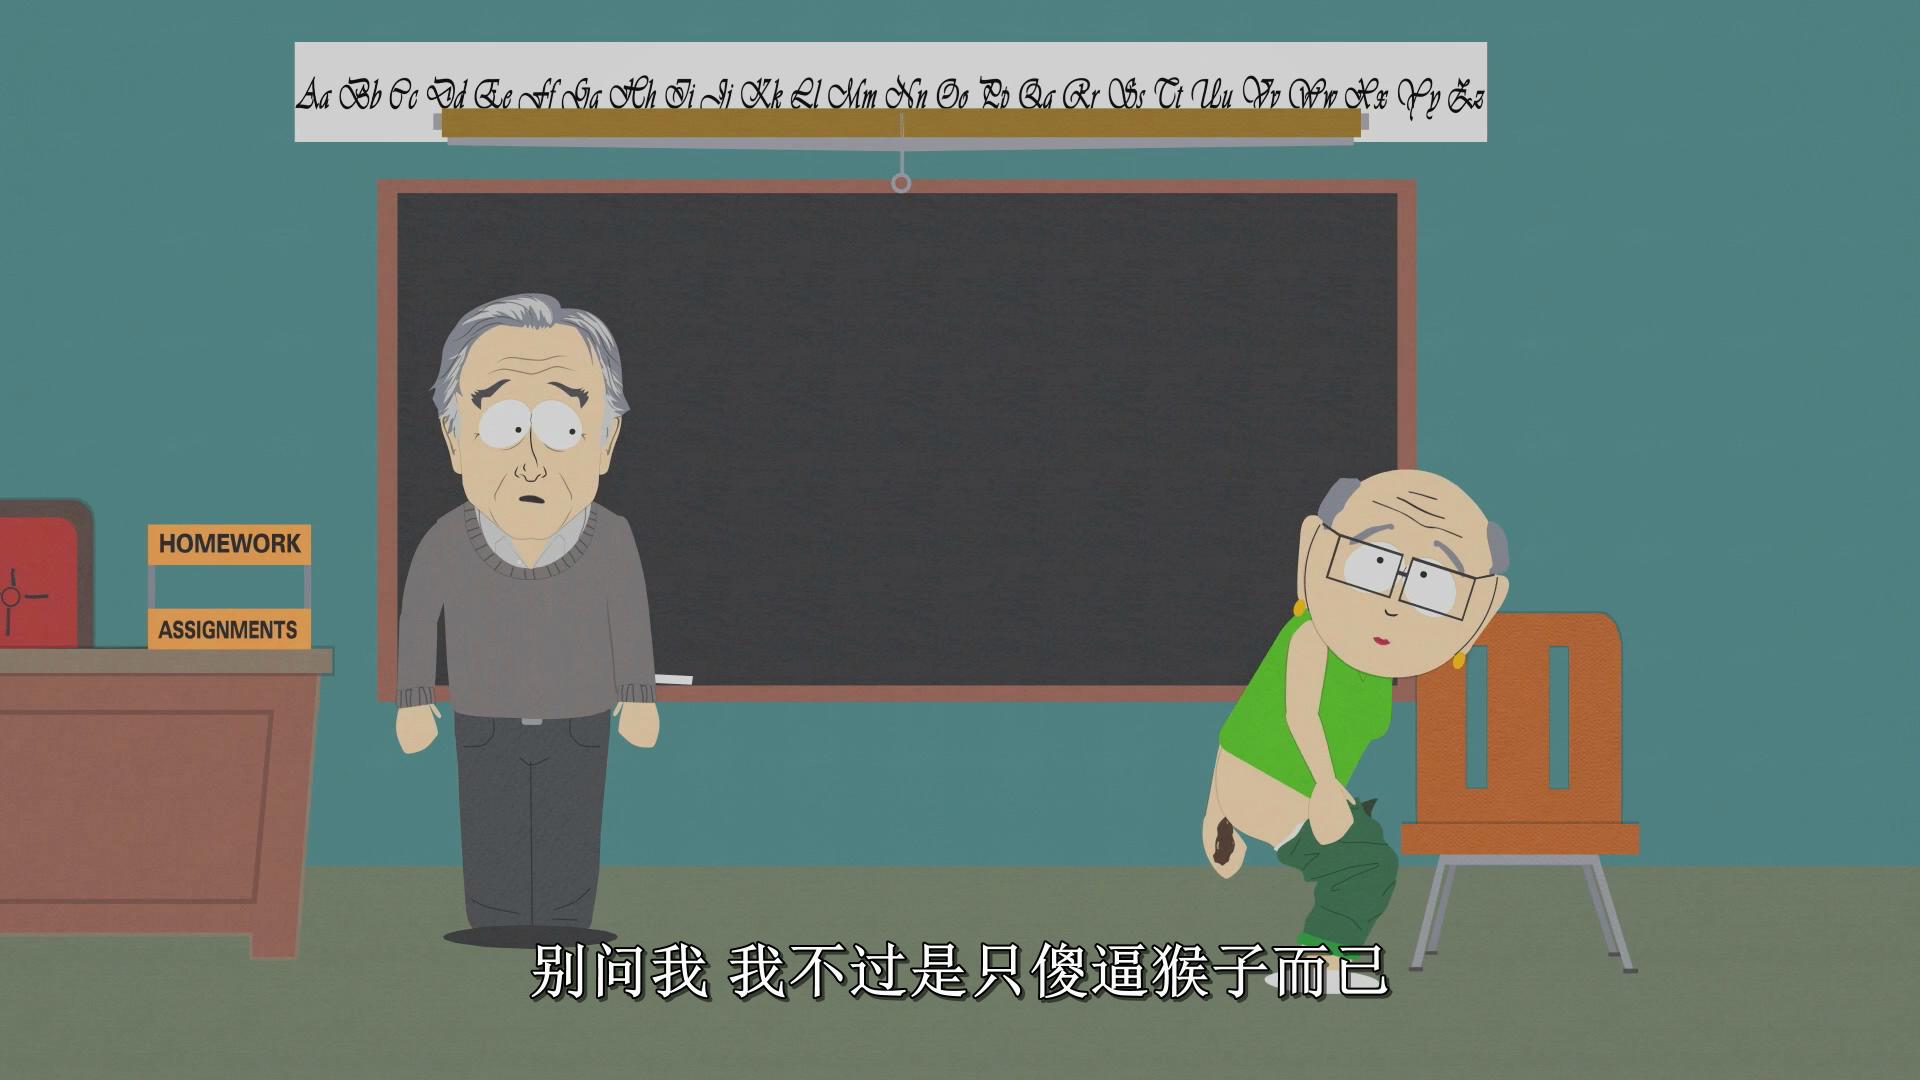 Aa Bb Cc Dd Ee Ff Gg Hh Ii Jj Kk Ll Mm Nn Oo Pp Qq Rr Ss Tt Uu Vv Ww Xx Yy Zz
HOMEWORK
ASSIGNMENTS
别问我 我不过是只傻逼猴子而已